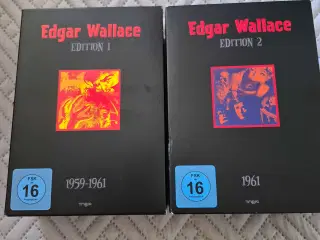 Edgar Wallace
EDITION 1
FSK
16
1959-1961
Edgar Wallace
EDITION 2
FSK
16
1961